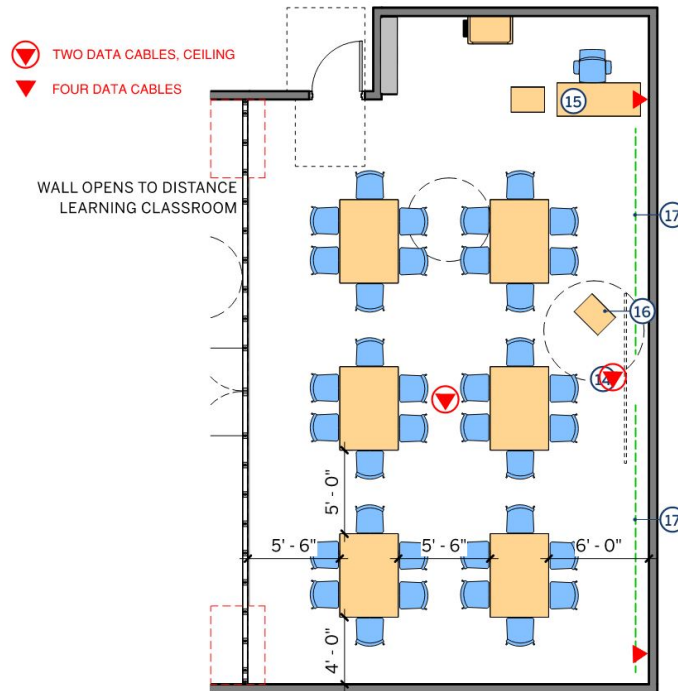 TWO DATA CABLES, CEILING
FOUR DATA CABLES
15
WALL OPENS TO DISTANCE
LEARNING CLASSROOM
17
16
14
5' - 0"
17
5' - 6"
5' - 6"
6' - 0"
4' - 0"